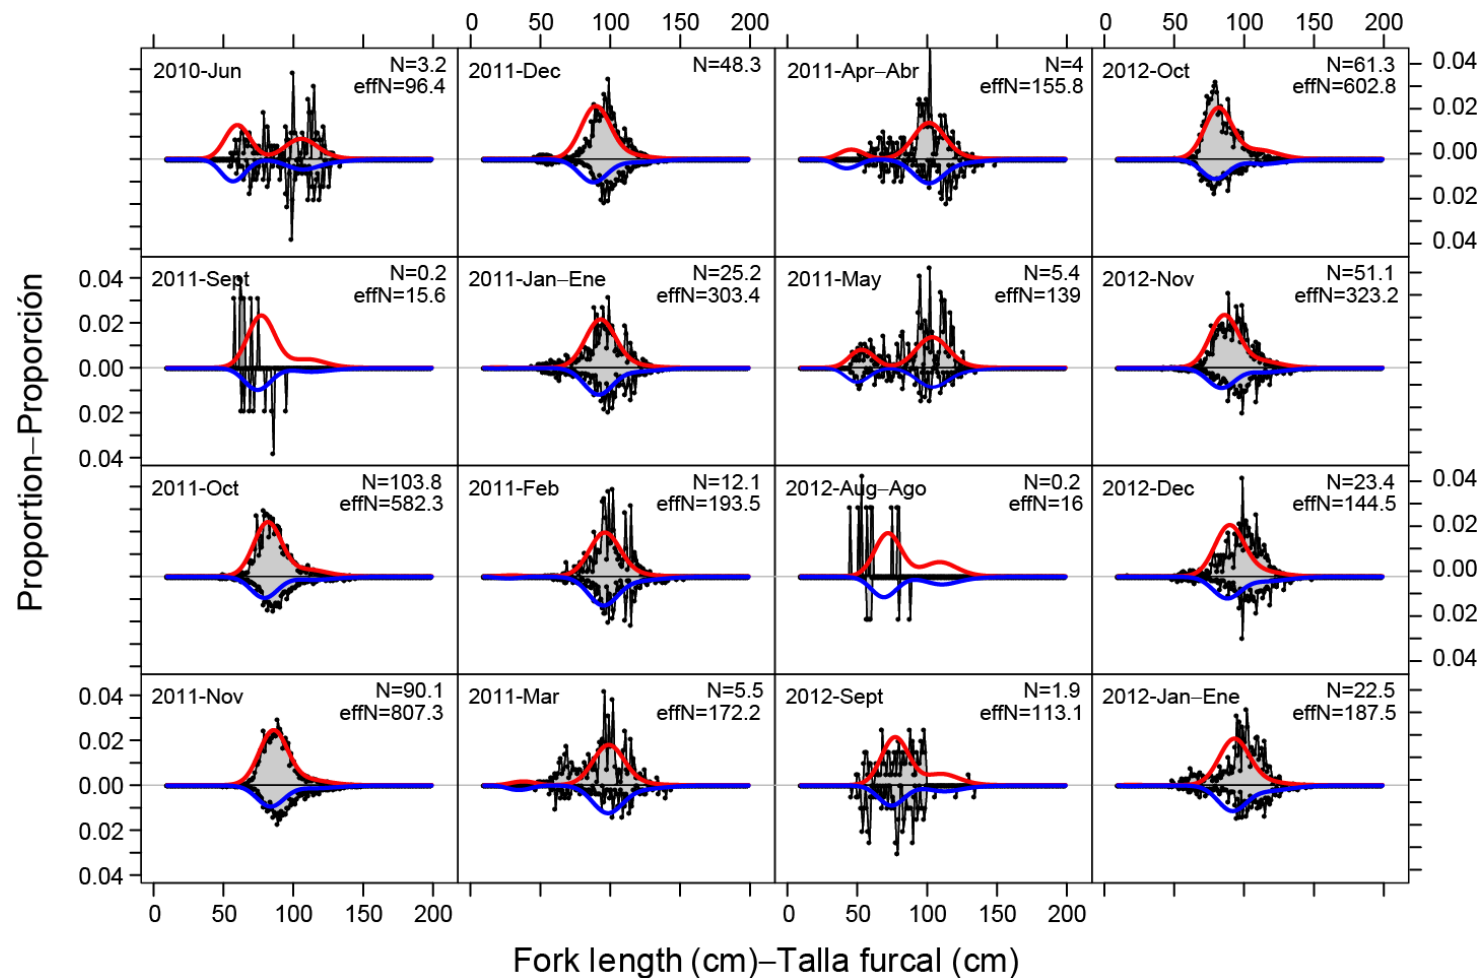 0 50 100 150 200 0 50 100 150 200
2010-Jun N=3.2
effN=96.4
2011-Dec N=48.3
2011-Apr–Abr N=4
effN=155.8
2012-Oct N=61.3
effN=602.8
0.04
0.02
0.00
0.02
0.04
Proportion–Proporción
0.04
0.02
0.00
0.02
0.04
2011-Sept N=0.2
effN=15.6
2011-Jan–Ene N=25.2
effN=303.4
2011-May N=5.4
effN=139
2012-Nov N=51.1
effN=323.2
2011-Oct N=103.8
effN=582.3
2011-Feb N=12.1
effN=193.5
2012-Aug–Ago N=0.2
effN=16
2012-Dec N=23.4
effN=144.5
0.04
0.02
0.00
0.02
0.04
0.04
0.02
0.00
0.02
0.04
2011-Nov N=90.1
effN=807.3
2011-Mar N=5.5
effN=172.2
2012-Sept N=1.9
effN=113.1
2012-Jan–Ene N=22.5
effN=187.5
0 50 100 150 200 0 50 100 150 200
Fork length (cm)–Talla furcal (cm)